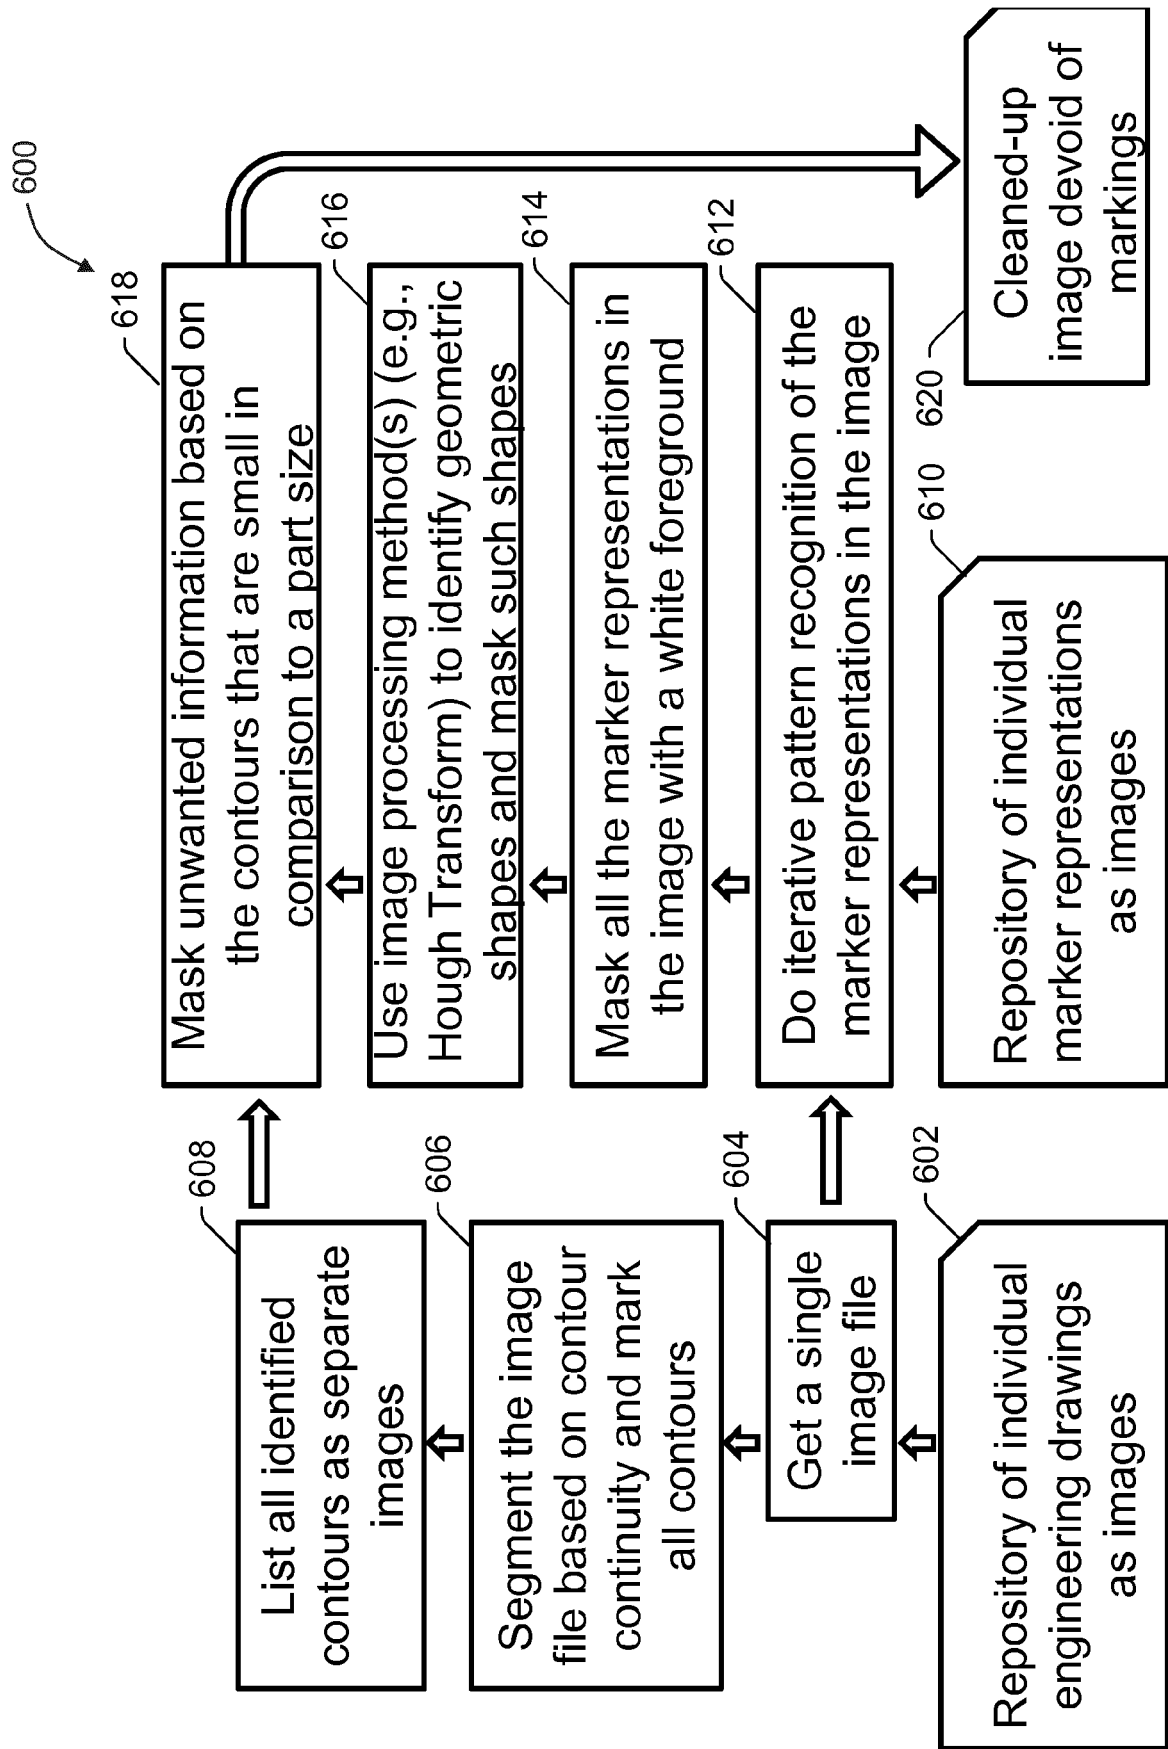 600
608
List all identified
contours as separate
images
606
Segment the image
file based on contour
continuity and mark
all contours
604
Get a single
image file
602
Repository of individual
engineering drawings
as images
618
Mask unwanted information based on
the contours that are small in
comparison to a part size
616
Use image processing method(s) (e.g.,
Hough Transform) to identify geometric
shapes and mask such shapes
614
Mask all the marker representations in
the image with a white foreground
612
Do iterative pattern recognition of the
marker representations in the image
610
Repository of individual
marker representations
as images
620
Cleaned-up
image devoid of
markings